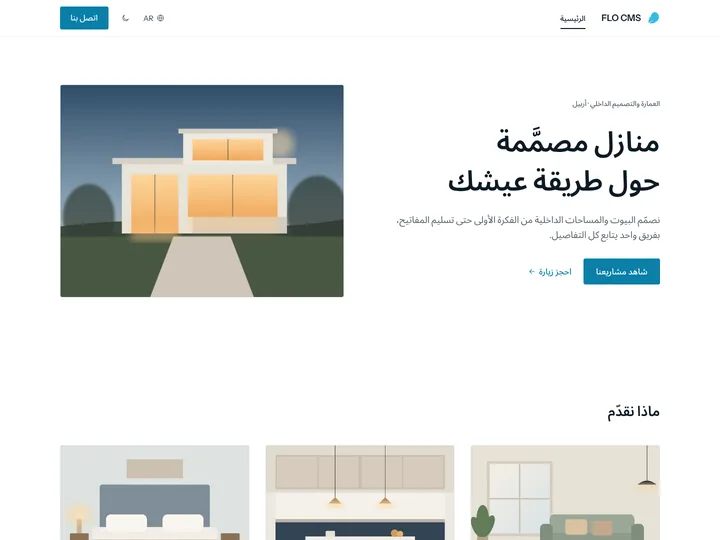 FLO CMS
الرئيسية
AR
اتصل بنا
العمارة والتصميم الداخلي · أربيل
منازل مصمَّمة
حول طريقة عيشك
نصمّم البيوت والمساحات الداخلية من الفكرة الأولى حتى تسليم المفاتيح،
بفريق واحد يتابع كل التفاصيل.
شاهد مشاريعنا
احجز زيارة ←
ماذا نقدّم